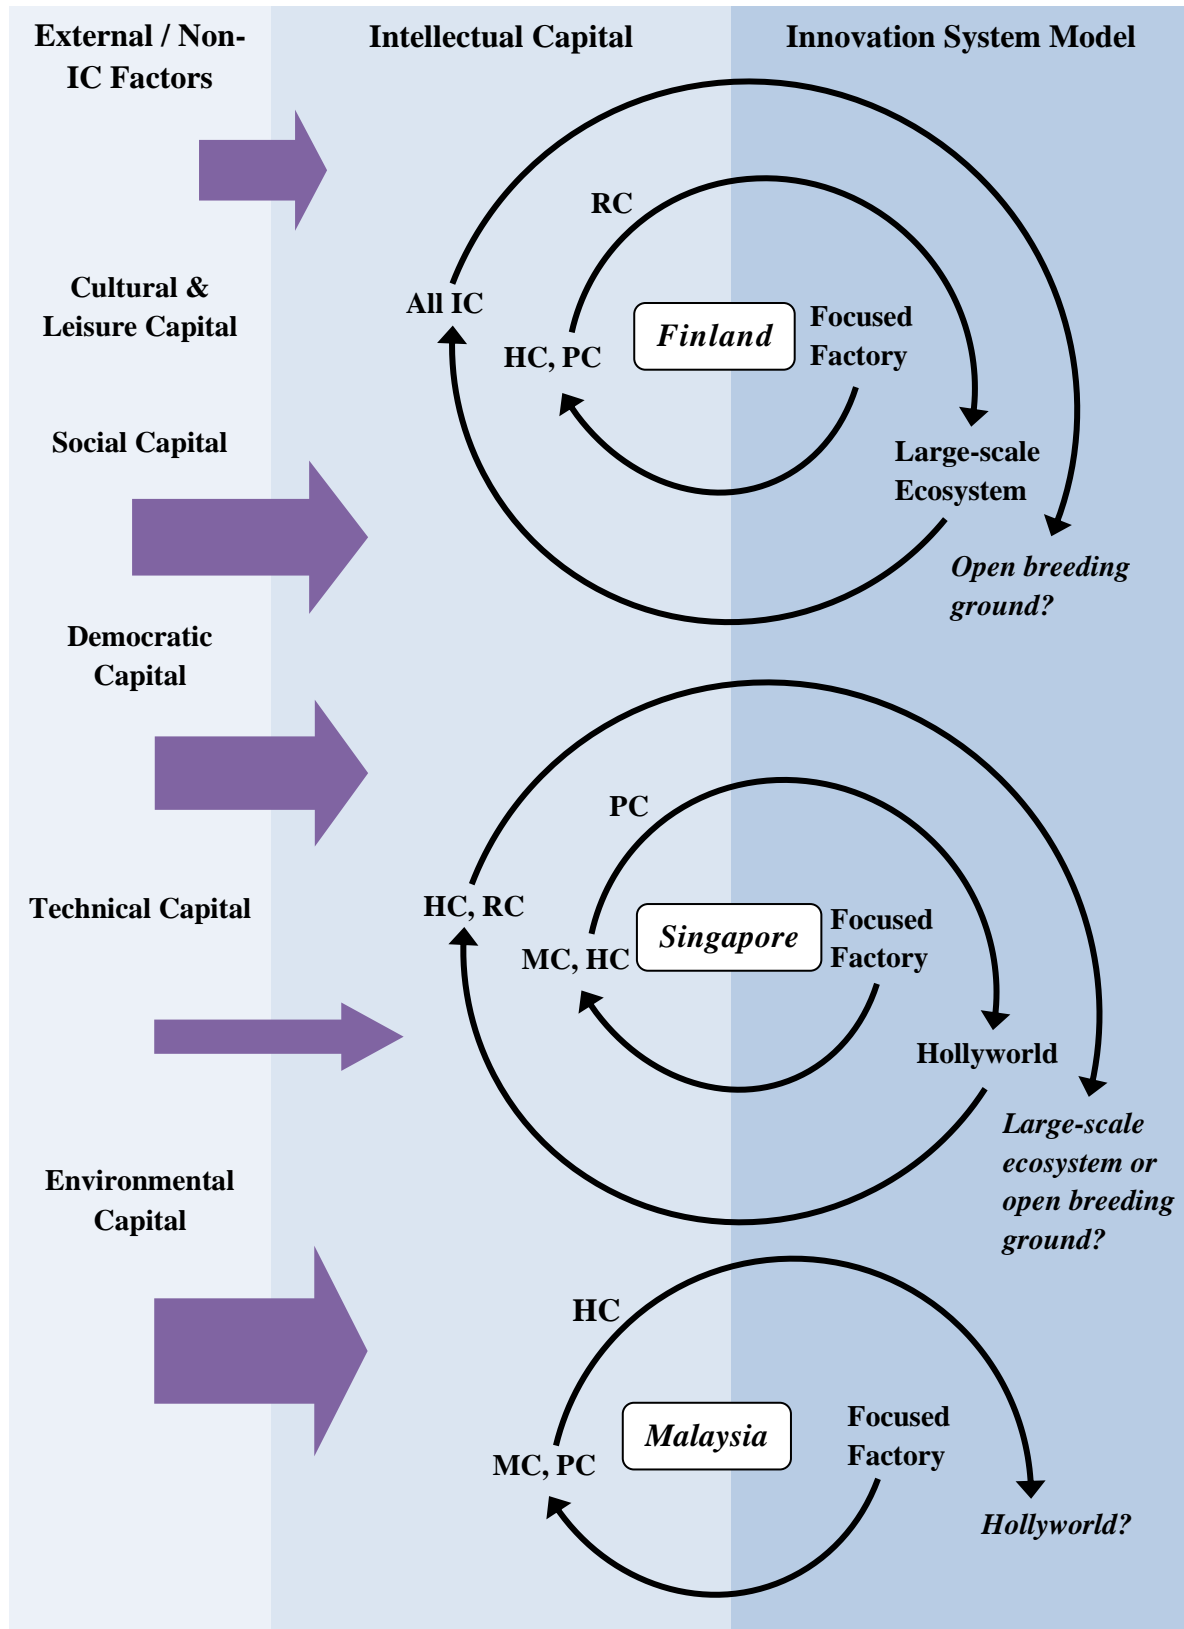 External / Non-
IC Factors
Intellectual Capital
Innovation System Model
Cultural &
Leisure Capital
Social Capital
Democratic
Capital
Technical Capital
Environmental
Capital
RC
All IC
HC, PC
Finland
Focused
Factory
Large-scale
Ecosystem
Open breeding
ground?
PC
HC, RC
MC, HC
Singapore
Focused
Factory
Hollyworld
Large-scale
ecosystem or
open breeding
ground?
HC
MC, PC
Malaysia
Focused
Factory
Hollyworld?